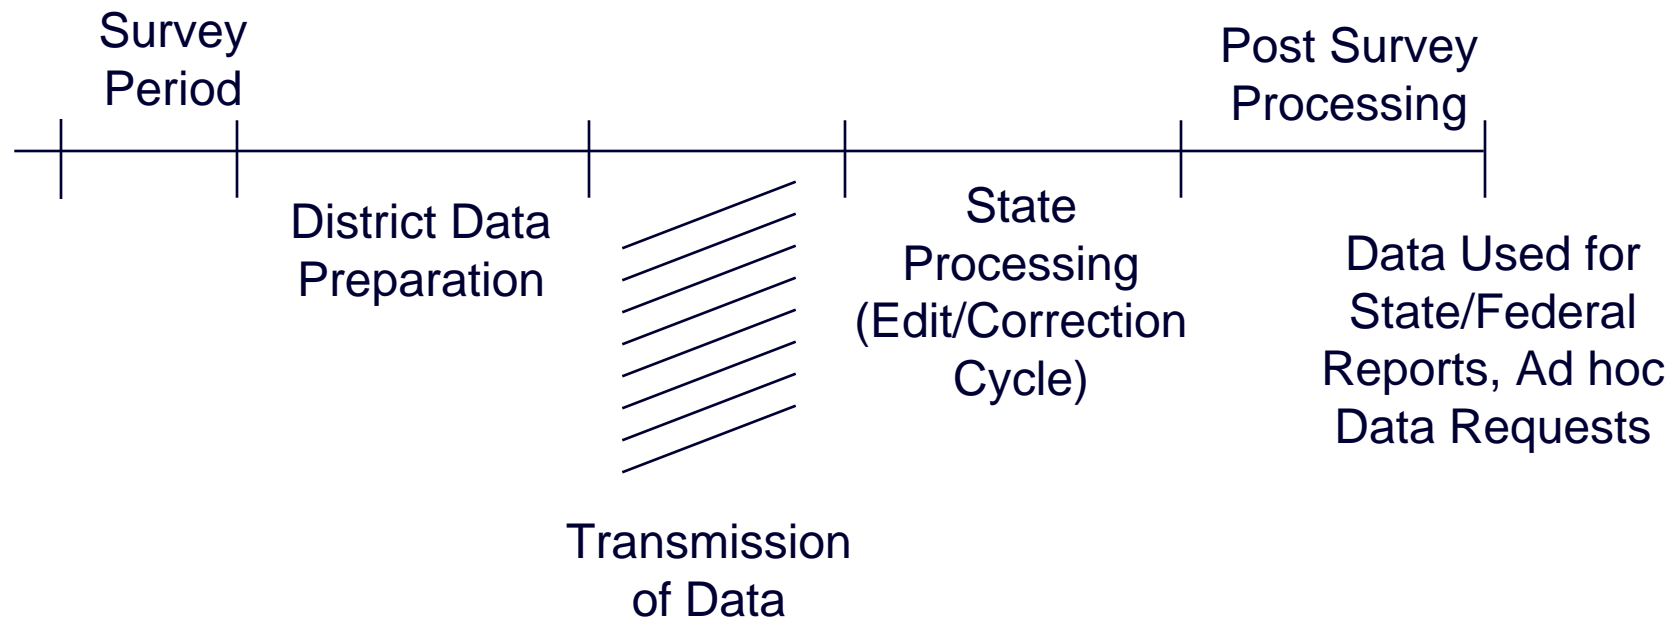 Survey
Period
Post Survey
Processing
District Data
Preparation
State
Processing
(Edit/Correction
Cycle)
Data Used for
State/Federal
Reports, Ad hoc
Data Requests
Transmission
of Data